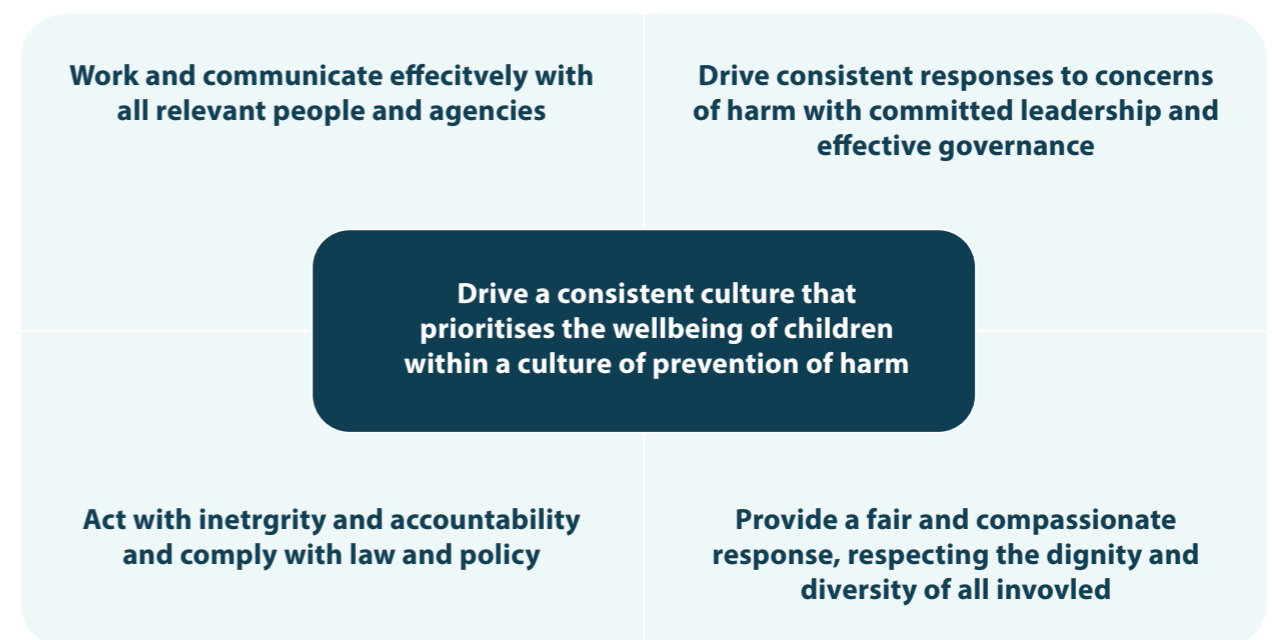 Work and communicate effecitvely with
all relevant people and agencies
Drive consistent responses to concerns
of harm with committed leadership and
effective governance
Drive a consistent culture that
prioritises the wellbeing of children
within a culture of prevention of harm
Act with inetrgrity and accountability
and comply with law and policy
Provide a fair and compassionate
response, respecting the dignity and
diversity of all invovled